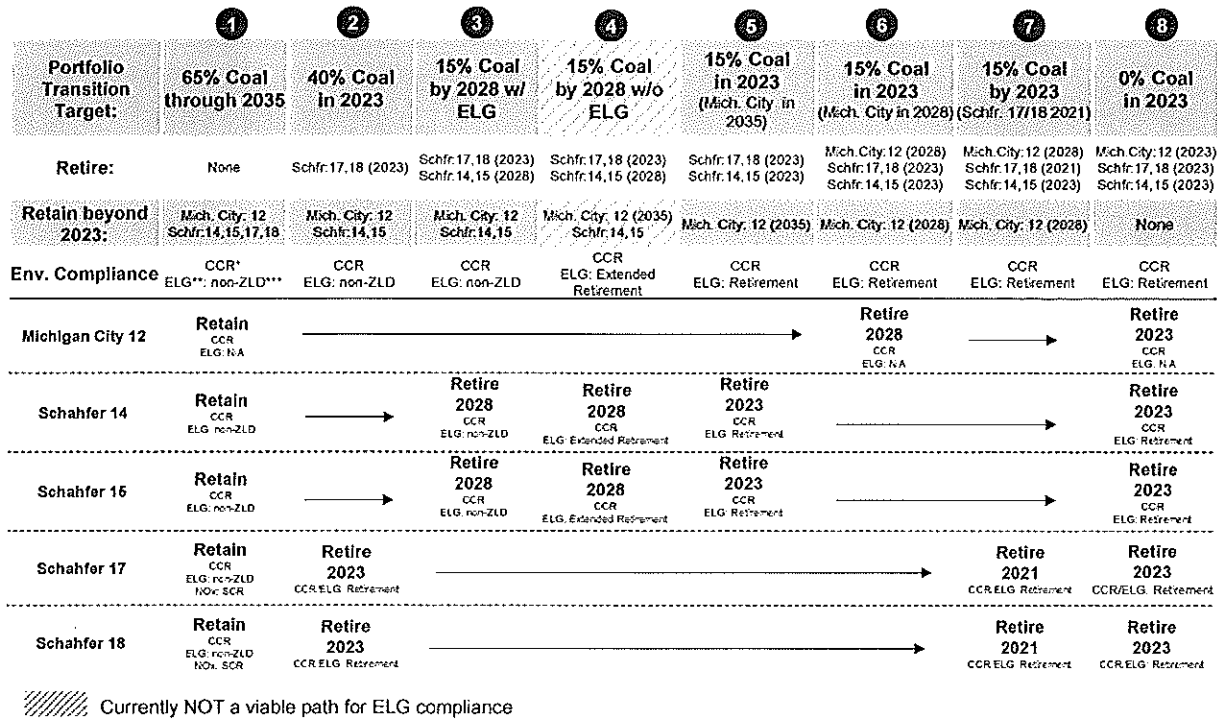 1 2 3 4 5 6 7 8
Portfolio Transition Target: 65% Coal through 2035 40% Coal in 2023 15% Coal by 2028 w/ ELG 15% Coal by 2028 w/o ELG 15% Coal in 2023 (Mich. City in 2035) 15% Coal in 2023 (Mich. City in 2028) 15% Coal by 2023 (Schfr. 17/18 2021) 0% Coal in 2023
Retire: None Schfr:17,18 (2023) Schfr:17,18 (2023) Schfr:14,15 (2028) Schfr:17,18 (2023) Schfr:14,15 (2028) Schfr:17,18 (2023) Schfr:14,15 (2023) Mich. City:12 (2028) Schfr:17,18 (2023) Schfr:14,15 (2023) Mich. City:12 (2028) Schfr:17,18 (2021) Schfr:14,15 (2023) Mich. City:12 (2023) Schfr:17,18 (2023) Schfr:14,15 (2023)
Retain beyond 2023: Mich. City: 12 Schfr:14,15,17,18 Mich. City: 12 Schfr:14,15 Mich. City: 12 Schfr:14,15 Mich. City: 12 (2035) Schfr:14,15 Mich. City: 12 (2035) Mich. City: 12 (2028) Mich. City: 12 (2028) None
Env. Compliance CCR* ELG**: non-ZLD*** CCR ELG: non-ZLD CCR ELG: non-ZLD CCR ELG: Extended Retirement CCR ELG: Retirement CCR ELG: Retirement CCR ELG: Retirement CCR ELG: Retirement
Michigan City 12 Retain CCR ELG: NA Retire 2028 CCR ELG: NA Retire 2023 CCR ELG: NA
Schahfer 14 Retain CCR ELG: non-ZLD Retire 2028 CCR ELG: non-ZLD Retire 2028 CCR ELG: Extended Retirement Retire 2023 CCR ELG: Retirement Retire 2023 CCR ELG: Retirement
Schahfer 15 Retain CCR ELG: non-ZLD Retire 2028 CCR ELG: non-ZLD Retire 2028 CCR ELG: Extended Retirement Retire 2023 CCR ELG: Retirement Retire 2023 CCR ELG: Retirement
Schahfer 17 Retain CCR ELG: non-ZLD NOx: SCR Retire 2023 CCR/ELG: Retirement Retire 2021 CCR/ELG: Retirement Retire 2023 CCR/ELG: Retirement
Schahfer 18 Retain CCR ELG: non-ZLD NOx: SCR Retire 2023 CCR/ELG: Retirement Retire 2021 CCR/ELG: Retirement Retire 2023 CCR/ELG: Retirement
Currently NOT a viable path for ELG compliance